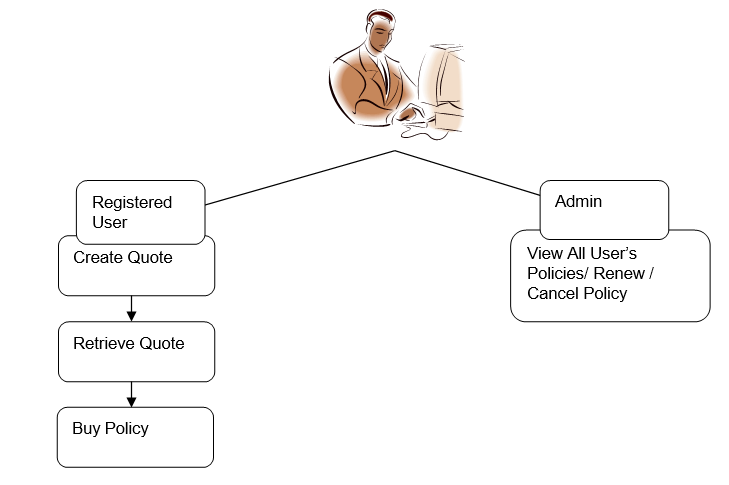 Registered
User
Create Quote
Retrieve Quote
Buy Policy
Admin
View All User’s
Policies/ Renew /
Cancel Policy